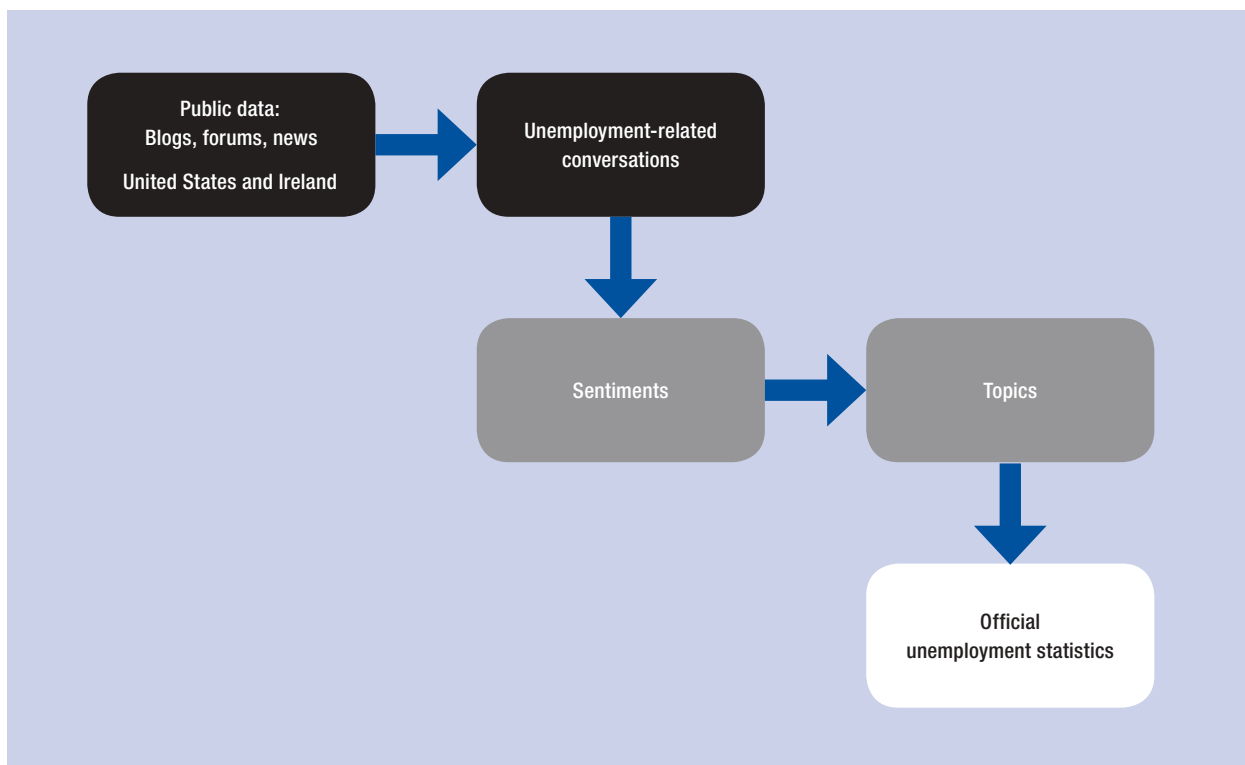 Public data:
Blogs, forums, news
United States and Ireland
Unemployment-related
conversations
Sentiments
Topics
Official
unemployment statistics